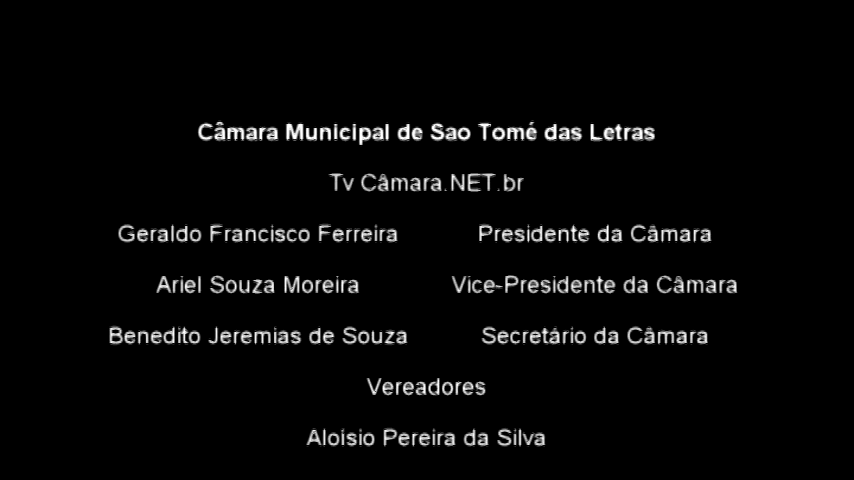 Câmara Municipal de Sao Tomé das Letras
Tv Câmara.NET.br
Geraldo Francisco Ferreira Presidente da Câmara
Ariel Souza Moreira Vice-Presidente da Câmara
Benedito Jeremias de Souza Secretário da Câmara
Vereadores
Aloísio Pereira da Silva